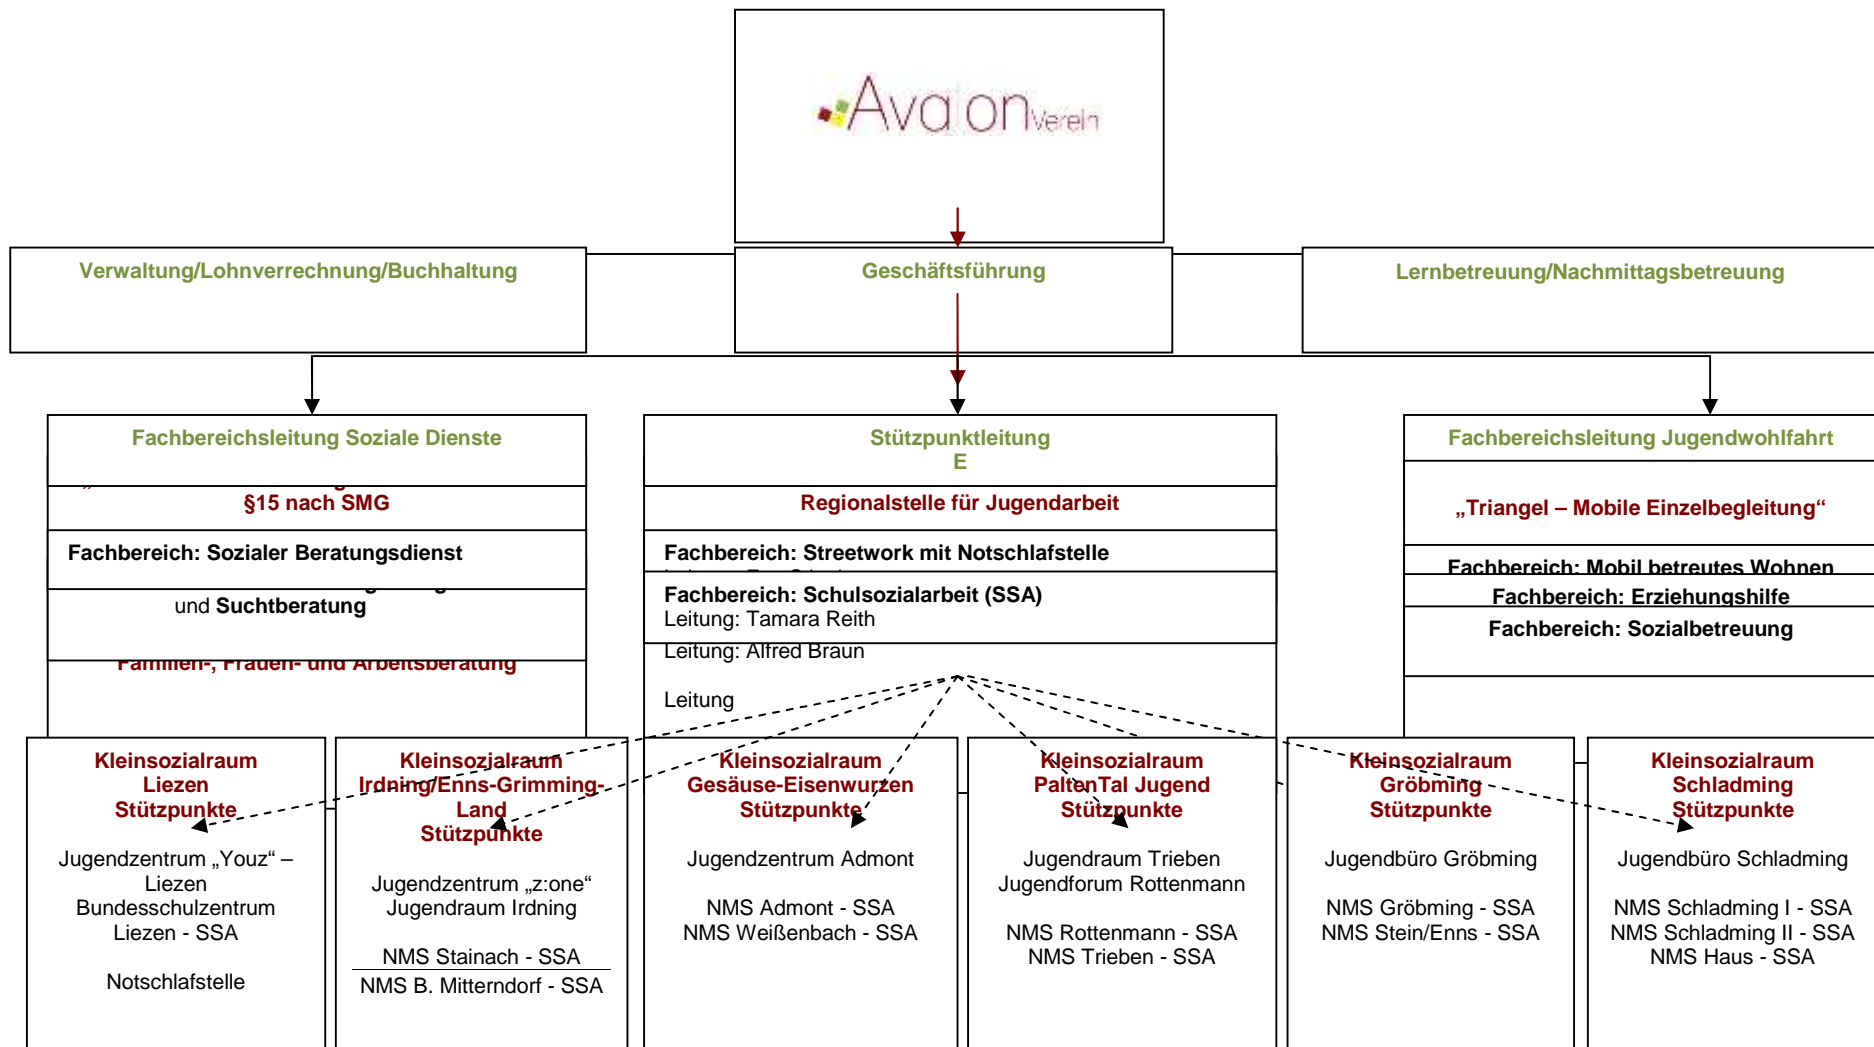 Avalon Verein
Verwaltung/Lohnverrechnung/Buchhaltung
Geschäftsführung
Lernbetreuung/Nachmittagsbetreuung
Fachbereichsleitung Soziale Dienste
§15 nach SMG
Fachbereich: Sozialer Beratungsdienst
und Suchtberatung
Familien-, Frauen- und Arbeitsberatung
Stützpunktleitung
E
Regionalstelle für Jugendarbeit
Fachbereich: Streetwork mit Notschlafstelle
Fachbereich: Schulsozialarbeit (SSA)
Leitung: Tamara Reith
Leitung: Alfred Braun
Leitung
Fachbereichsleitung Jugendwohlfahrt
„Triangel – Mobile Einzelbegleitung“
Fachbereich: Mobil betreutes Wohnen
Fachbereich: Erziehungshilfe
Fachbereich: Sozialbetreuung
Kleinsozialraum
Liezen
Stützpunkte
Jugendzentrum „Youz“ –
Liezen
Bundesschulzentrum
Liezen - SSA
Notschlafstelle
Kleinsozialraum
Irdning/Enns-Grimming-
Land
Stützpunkte
Jugendzentrum „z:one“
Jugendraum Irdning
NMS Stainach - SSA
NMS B. Mitterndorf - SSA
Kleinsozialraum
Gesäuse-Eisenwurzen
Stützpunkte
Jugendzentrum Admont
NMS Admont - SSA
NMS Weißenbach - SSA
Kleinsozialraum
PaltenTal Jugend
Stützpunkte
Jugendraum Trieben
Jugendforum Rottenmann
NMS Rottenmann - SSA
NMS Trieben - SSA
Kleinsozialraum
Gröbming
Stützpunkte
Jugendbüro Gröbming
NMS Gröbming - SSA
NMS Stein/Enns - SSA
Kleinsozialraum
Schladming
Stützpunkte
Jugendbüro Schladming
NMS Schladming I - SSA
NMS Schladming II - SSA
NMS Haus - SSA